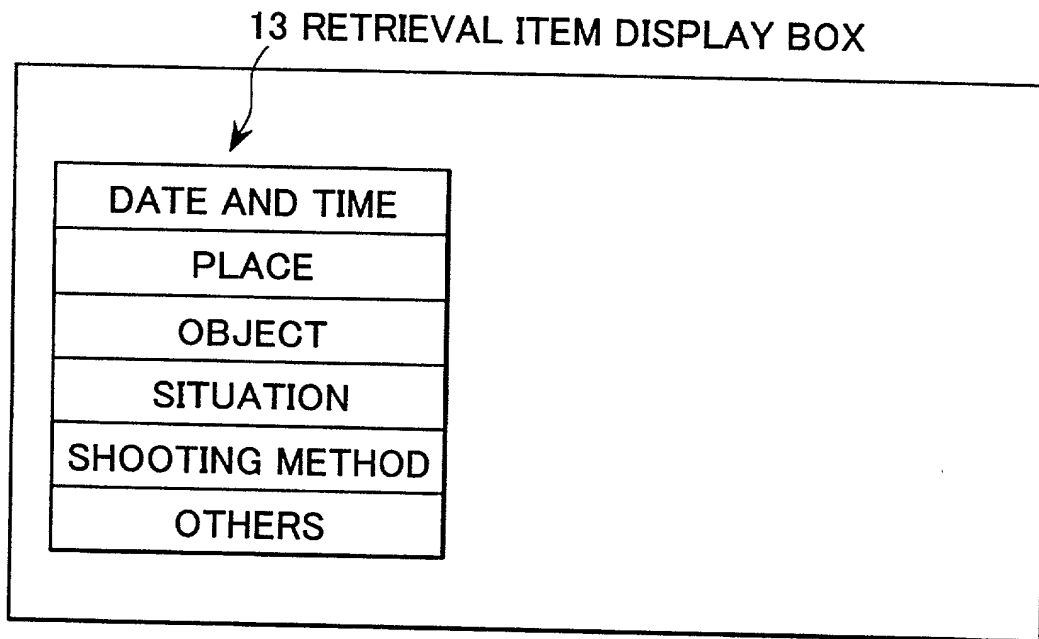 13 RETRIEVAL ITEM DISPLAY BOX
DATE AND TIME
PLACE
OBJECT
SITUATION
SHOOTING METHOD
OTHERS